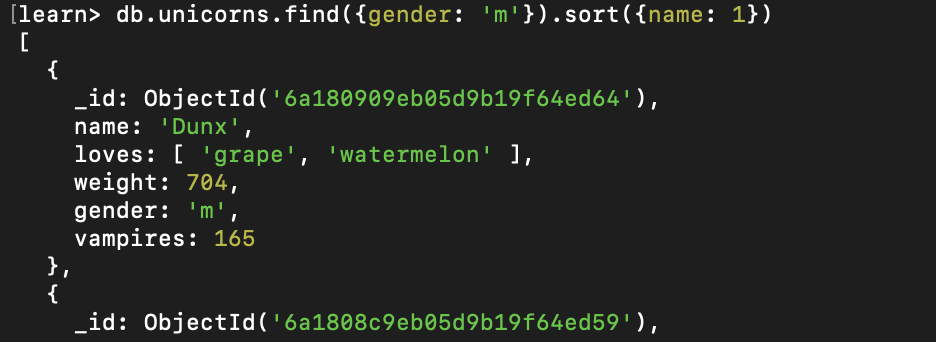 [learn> db.unicorns.find({gender: 'm'}).sort({name: 1})
[
{
_id: ObjectId('6a180909eb05d9b19f64ed64'),
name: 'Dunx',
loves: [ 'grape', 'watermelon' ],
weight: 704,
gender: 'm',
vampires: 165
},
{
_id: ObjectId('6a1808c9eb05d9b19f64ed59'),